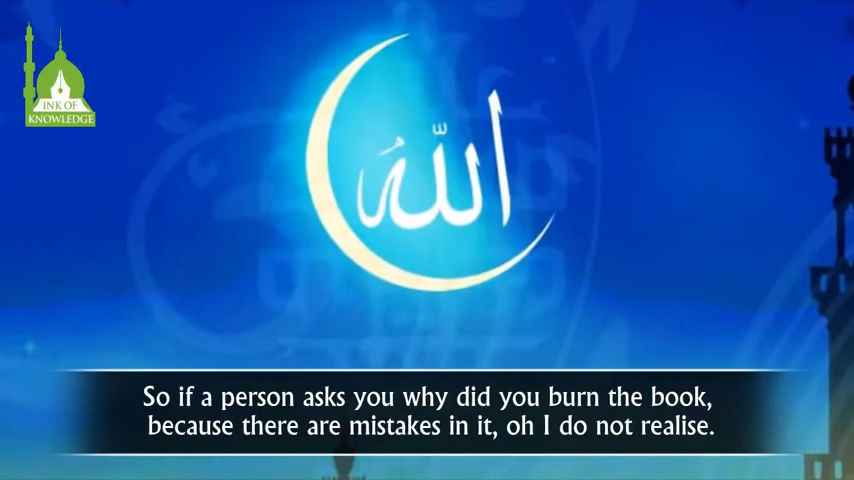 INK OF
KNOWLEDGE
الله
So if a person asks you why did you burn the book,
because there are mistakes in it, oh I do not realise.